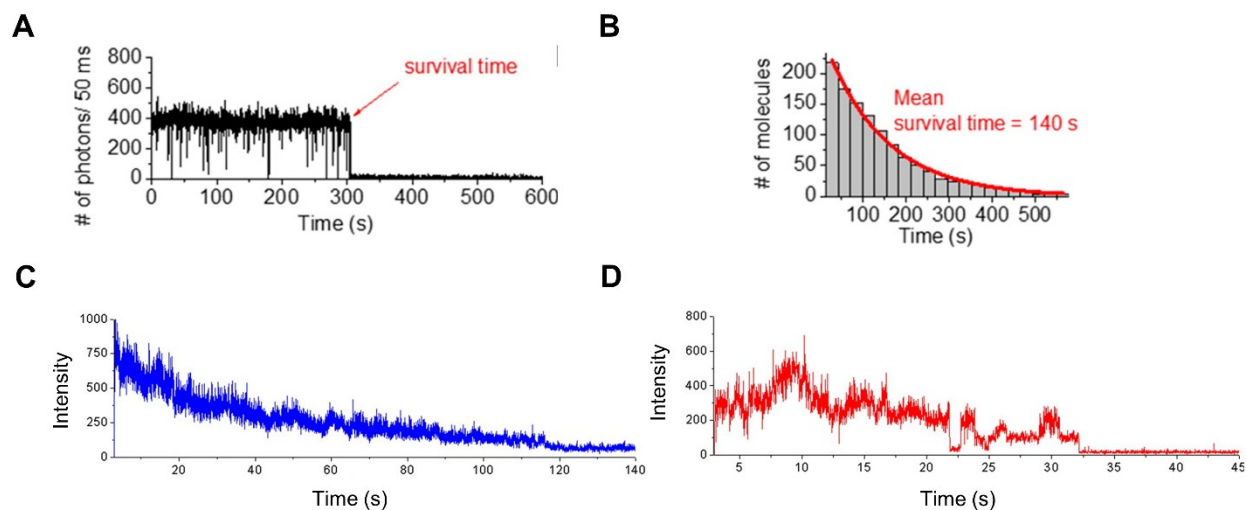 A
# of photons/ 50 ms
800
600
400
200
0
survival time
0 100 200 300 400 500 600
Time (s)
B
# of molecules
200
150
100
50
0
Mean
survival time = 140 s
100 200 300 400 500
Time (s)
C
Intensity
1000
750
500
250
0
20 40 60 80 100 120 140
Time (s)
D
Intensity
800
600
400
200
0
5 10 15 20 25 30 35 40 45
Time (s)